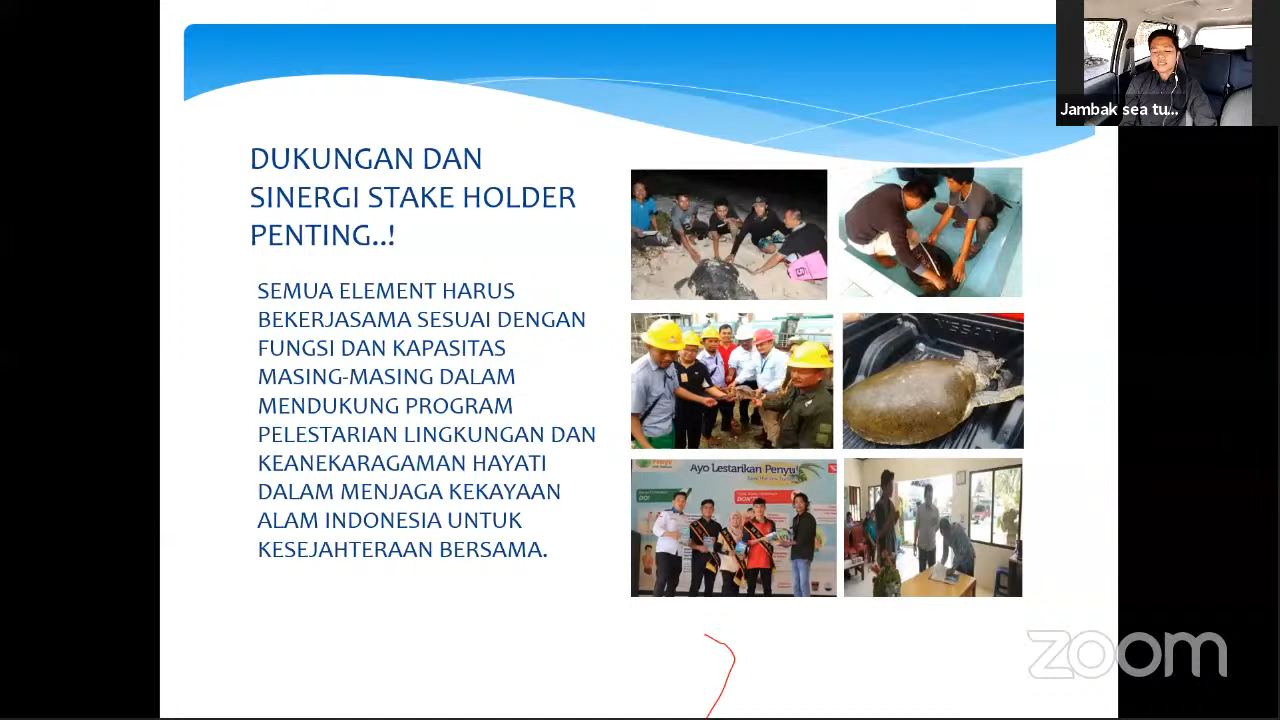 Jambak sea tu...
DUKUNGAN DAN
SINERGI STAKE HOLDER
PENTING..!
SEMUA ELEMENT HARUS
BEKERJASAMA SESUAI DENGAN
FUNGSI DAN KAPASITAS
MASING-MASING DALAM
MENDUKUNG PROGRAM
PELESTARIAN LINGKUNGAN DAN
KEANEKARAGAMAN HAYATI
DALAM MENJAGA KEKAYAAN
ALAM INDONESIA UNTUK
KESEJAHTERAAN BERSAMA.
NISSAN
Ayo Lestarikan Penyu!
zoom